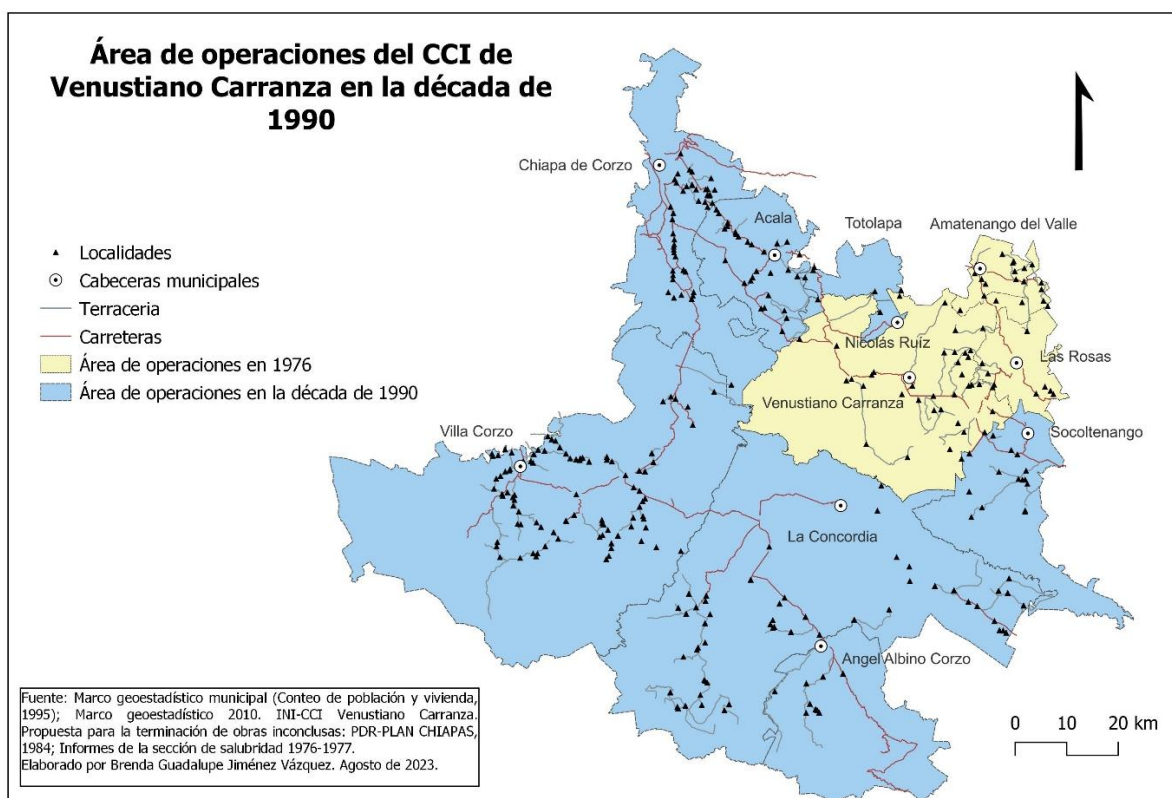 Área de operaciones del CCI de
Venustiano Carranza en la década de
1990
Chiapa de Corzo
Acala
Totolapa
Amatenango del Valle
Localidades
Cabeceras municipales
Terraceria
Carreteras
Área de operaciones en 1976
Área de operaciones en la década de 1990
Nicolás Ruíz
Las Rosas
Venustiano Carranza
Villa Corzo
Socoltenango
La Concordia
Angel Albino Corzo
Fuente: Marco geoestadístico municipal (Conteo de población y vivienda,
1995); Marco geoestadístico 2010. INI-CCI Venustiano Carranza.
Propuesta para la terminación de obras inconclusas: PDR-PLAN CHIAPAS,
1984; Informes de la sección de salubridad 1976-1977.
Elaborado por Brenda Guadalupe Jiménez Vázquez. Agosto de 2023.
0 10 20 km